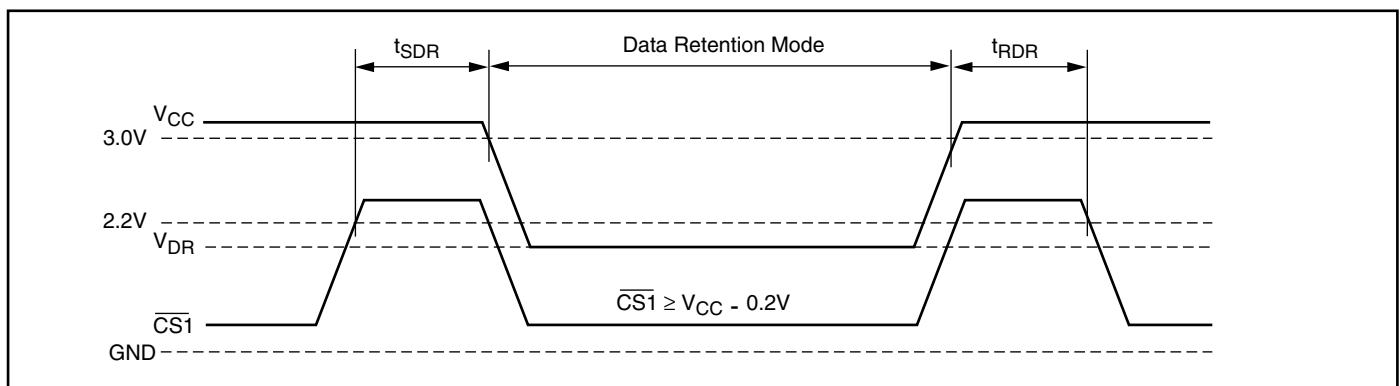 tSDR
Data Retention Mode
tRDR
VCC
3.0V
2.2V
VDR
CS1 ≥ VCC - 0.2V
CS1
GND